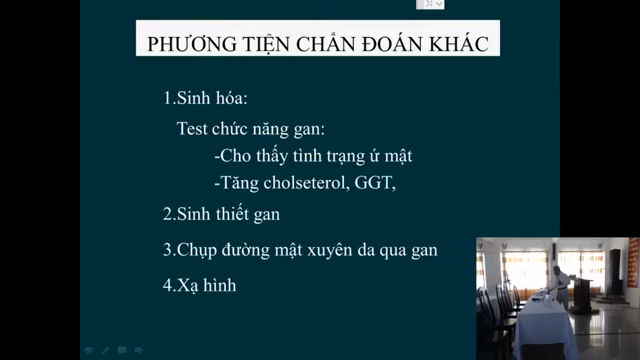 PHƯƠNG TIỆN CHẨN ĐOÁN KHÁC
1.Sinh hóa:
Test chức năng gan:
-Cho thấy tình trạng ứ mật
-Tăng cholseterol, GGT,
2.Sinh thiết gan
3.Chụp đường mật xuyên da qua gan
4.Xạ hình